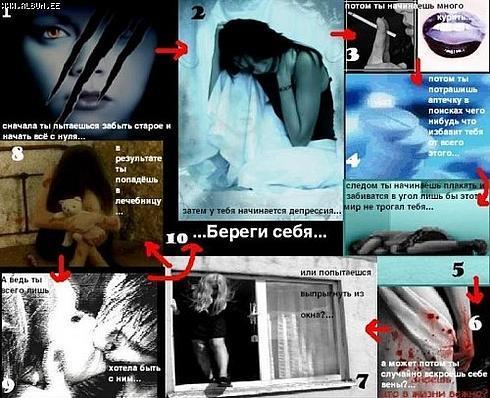 KIKI.ALBUM.EE
1
сначала ты пытаешься забыть старое и
начать всё с нуля...
2
затем у тебя начинается депрессия...
3
потом ты начинаешь много
курить...
4
потом ты
потрашишь
аптечку в
поисках чего
нибудь что
избавит тебя
от всего
этого...
5
следом ты начинаешь плакать и
забиватся в угол лишь бы этот
мир не трогал тебя...
6
а может потом ты
случайно вскроешь себе
вены?...
что в жизни важно?
7
или попытаешся
выпрыгнуть из
окна?...
8
в
результате
ты
попадёшь
в
лечебницу
...
9
А ведь ты
всего лишь
хотела быть
с ним...
10
...Береги себя...